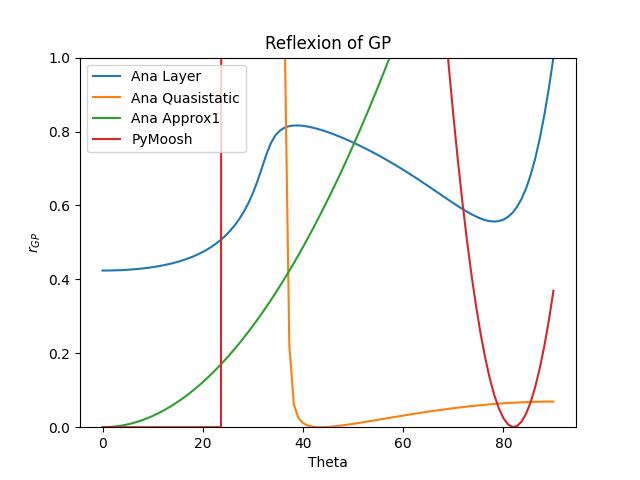 Reflexion of GP
Ana Layer
Ana Quasistatic
Ana Approx1
PyMoosh
1.0
0.8
0.6
0.4
0.2
0.0
r_GP
0 20 40 60 80
Theta